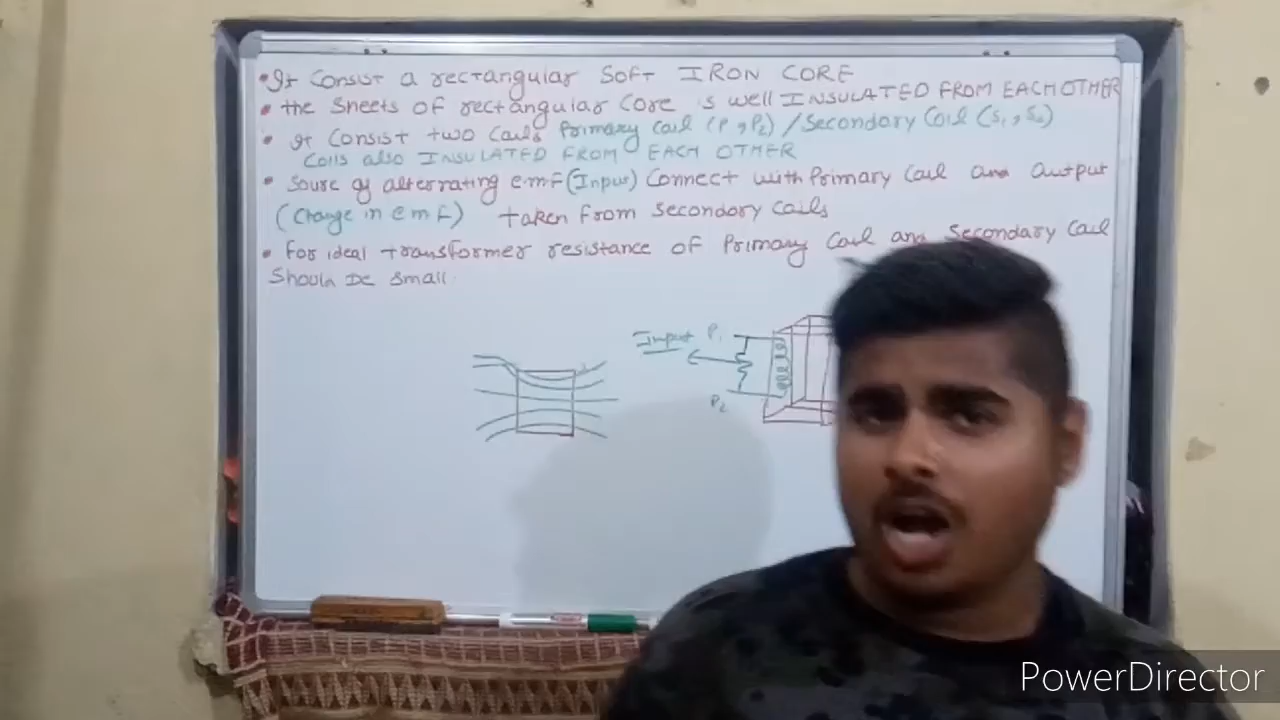 • It Consist a rectangular SOFT IRON CORE
• the Sheets of rectangular Core is well INSULATED FROM EACH OTHER
• It Consist two Coils Primary Coil (P, P2) / Secondary Coil (S1, S2)
Coils also INSULATED FROM EACH OTHER
• Sourse of alternating e.m.F (Input) Connect with Primary Coil and Output
(Change in e m F) taken from Secondory Coils
• For ideal transformer resistance of Primary Coil and Secondary Coil
Should be Small.
Input P1
P2
PowerDirector